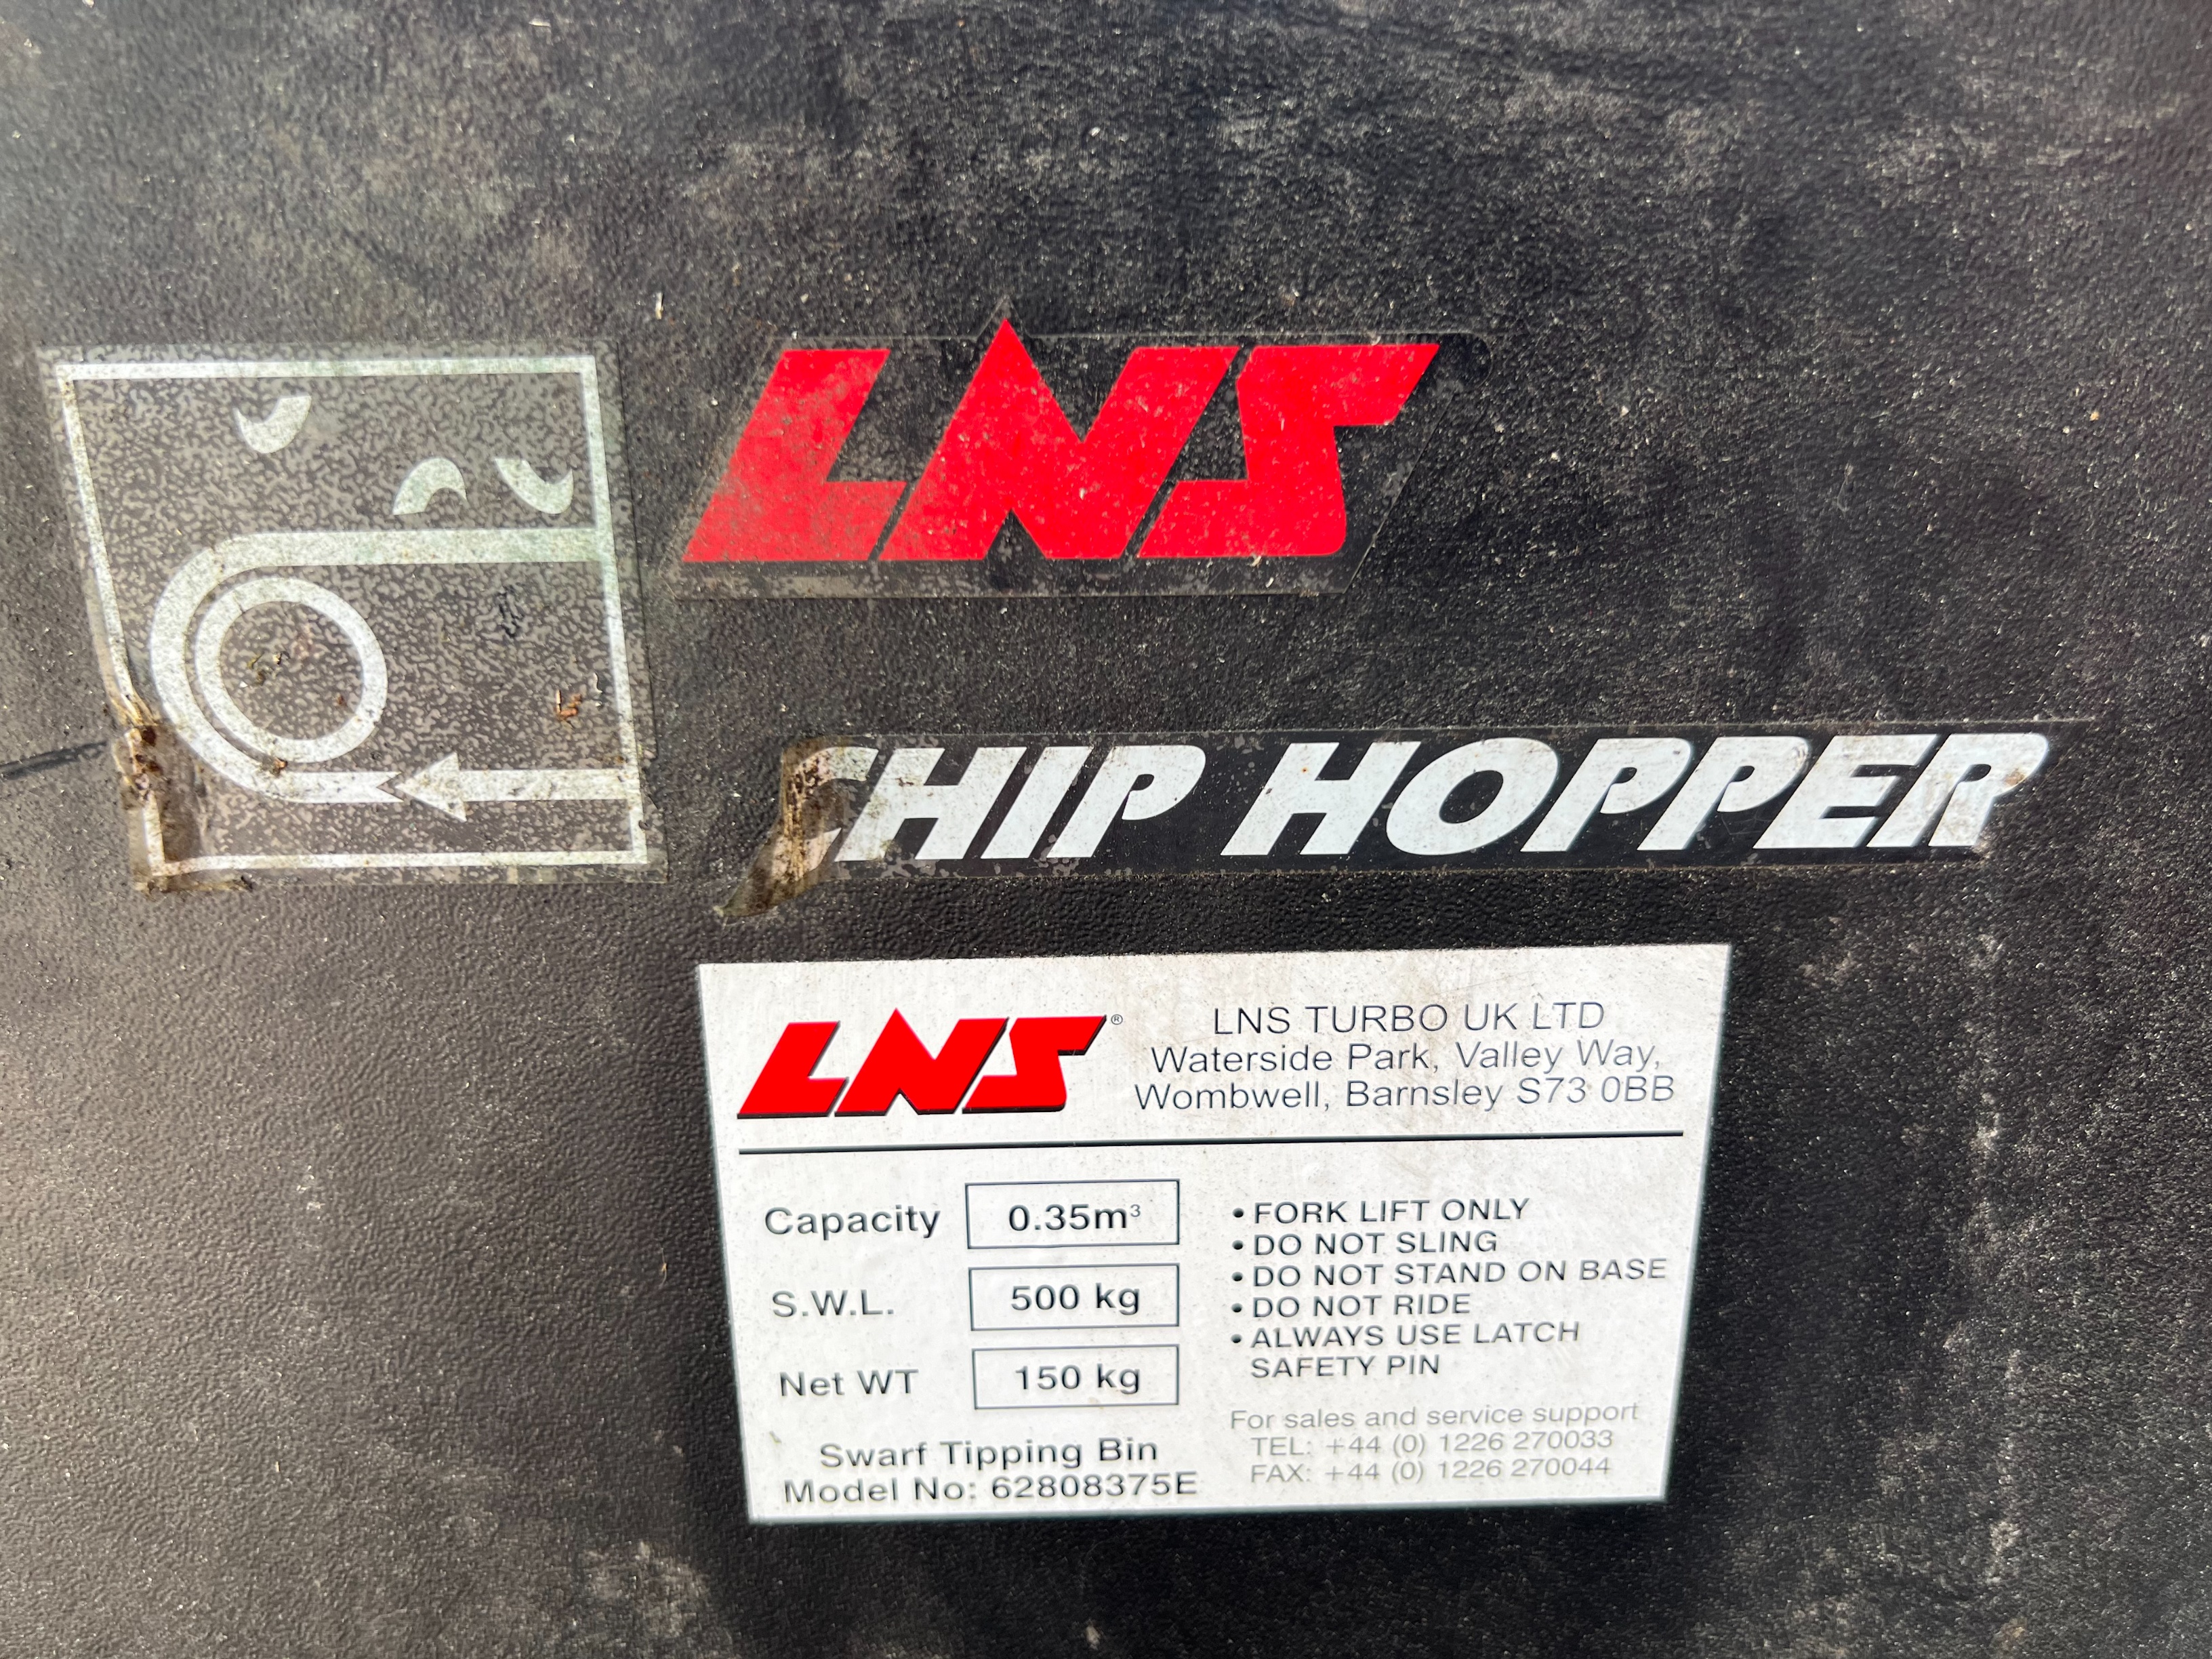 LNS
CHIP HOPPER
LNS®
LNS TURBO UK LTD
Waterside Park, Valley Way,
Wombwell, Barnsley S73 0BB
Capacity 0.35m³
S.W.L. 500 kg
Net WT 150 kg
Swarf Tipping Bin
Model No: 62808375E
• FORK LIFT ONLY
• DO NOT SLING
• DO NOT STAND ON BASE
• DO NOT RIDE
• ALWAYS USE LATCH
SAFETY PIN
For sales and service support
TEL: +44 (0) 1226 270033
FAX: +44 (0) 1226 270044